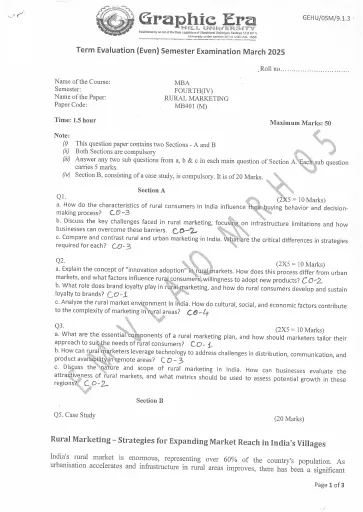 GEHU/05M/9.1.3 -
Graphic Era
HILL UNIVERSITY
Term Evaluation (Even) Semester Examination March 2025
Roll no..........................
Name of the Course: MBA
Semester: FOURTH(IV)
Name of the Paper: RURAL MARKETING
Paper Code: MB401 (M)
Time: 1.5 hour Maximum Marks: 50
Note:
(i) This question paper contains two Sections - A and B
(ii) Both Sections are compulsory
(iii) Answer any two sub questions from a, b & c in each main question of Section A. Each sub question
carries 5 marks.
(iv) Section B, consisting of a case study, is compulsory. It is of 20 Marks.
Section A
Q1. (2X5 = 10 Marks)
a. How do the characteristics of rural consumers in India influence their buying behavior and decision-
making process? CO-3
b. Discuss the key challenges faced in rural marketing, focusing on infrastructure limitations and how
businesses can overcome these barriers. CO-2
c. Compare and contrast rural and urban marketing in India. What are the critical differences in strategies
required for each? CO-3
Q2. (2X5 = 10 Marks)
a. Explain the concept of "innovation adoption" in rural markets. How does this process differ from urban
markets, and what factors influence rural consumers' willingness to adopt new products? CO-2
b. What role does brand loyalty play in rural marketing, and how do rural consumers develop and sustain
loyalty to brands? CO-1
c. Analyse the rural market environment in India. How do cultural, social, and economic factors contribute
to the complexity of marketing in rural areas? CO-4
Q3. (2X5 = 10 Marks)
a. What are the essential components of a rural marketing plan, and how should marketers tailor their
approach to suit the needs of rural consumers? CO-1
b. How can rural marketers leverage technology to address challenges in distribution, communication, and
product availability in remote areas? CO-3
c. Discuss the nature and scope of rural marketing in India. How can businesses evaluate the
attractiveness of rural markets, and what metrics should be used to assess potential growth in these
regions? CO-2
Section B
Q5. Case Study (20 Marks)
Rural Marketing – Strategies for Expanding Market Reach in India's Villages
India's rural market is enormous, representing over 60% of the country's population. As
urbanisation accelerates and infrastructure in rural areas improves, there has been a significant
Page 1 of 3